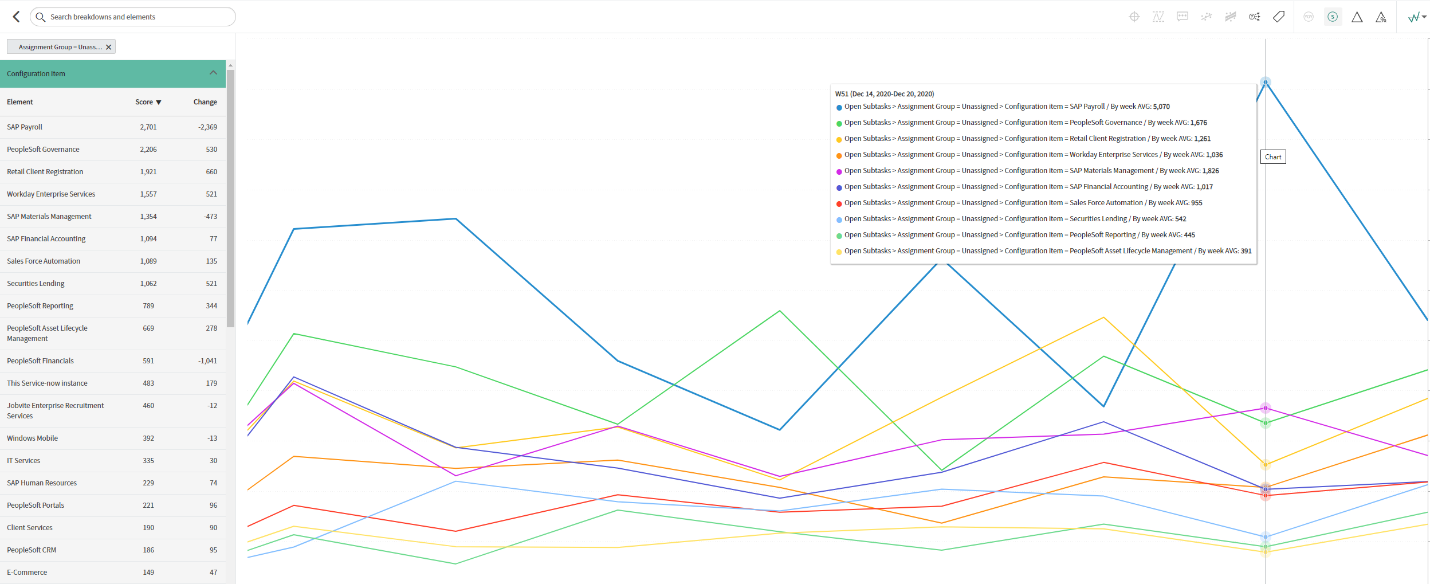 Search breakdowns and elements
Assignment Group = Unass...
Configuration item
Element Score ▼ Change
SAP Payroll 2,701 -2,369
PeopleSoft Governance 2,206 530
Retail Client Registration 1,921 660
Workday Enterprise Services 1,557 521
SAP Materials Management 1,354 473
SAP Financial Accounting 1,094 77
Sales Force Automation 1,089 135
Securities Lending 1,062 521
PeopleSoft Reporting 789 344
PeopleSoft Asset Lifecycle
Management 669 278
PeopleSoft Financials 591 -1,041
This Service-now instance 483 179
Jobvite Enterprise Recruitment
Services 460 -12
Windows Mobile 392 -13
IT Services 335 30
SAP Human Resources 229 74
PeopleSoft Portals 221 96
Client Services 190 90
PeopleSoft CRM 186 95
E-Commerce 149 47
W51 (Dec 14, 2020-Dec 20, 2020)
Open Subtasks > Assignment Group = Unassigned > Configuration item = SAP Payroll / By week AVG: 5,070
Open Subtasks > Assignment Group = Unassigned > Configuration item = PeopleSoft Governance / By week AVG: 1,676
Open Subtasks > Assignment Group = Unassigned > Configuration item = Retail Client Registration / By week AVG: 1,261
Open Subtasks > Assignment Group = Unassigned > Configuration item = Workday Enterprise Services / By week AVG: 1,036
Open Subtasks > Assignment Group = Unassigned > Configuration item = SAP Materials Management / By week AVG: 1,826
Open Subtasks > Assignment Group = Unassigned > Configuration item = SAP Financial Accounting / By week AVG: 1,017
Open Subtasks > Assignment Group = Unassigned > Configuration item = Sales Force Automation / By week AVG: 955
Open Subtasks > Assignment Group = Unassigned > Configuration item = Securities Lending / By week AVG: 542
Open Subtasks > Assignment Group = Unassigned > Configuration item = PeopleSoft Reporting / By week AVG: 445
Open Subtasks > Assignment Group = Unassigned > Configuration item = PeopleSoft Asset Lifecycle Management / By week AVG: 391
Chart